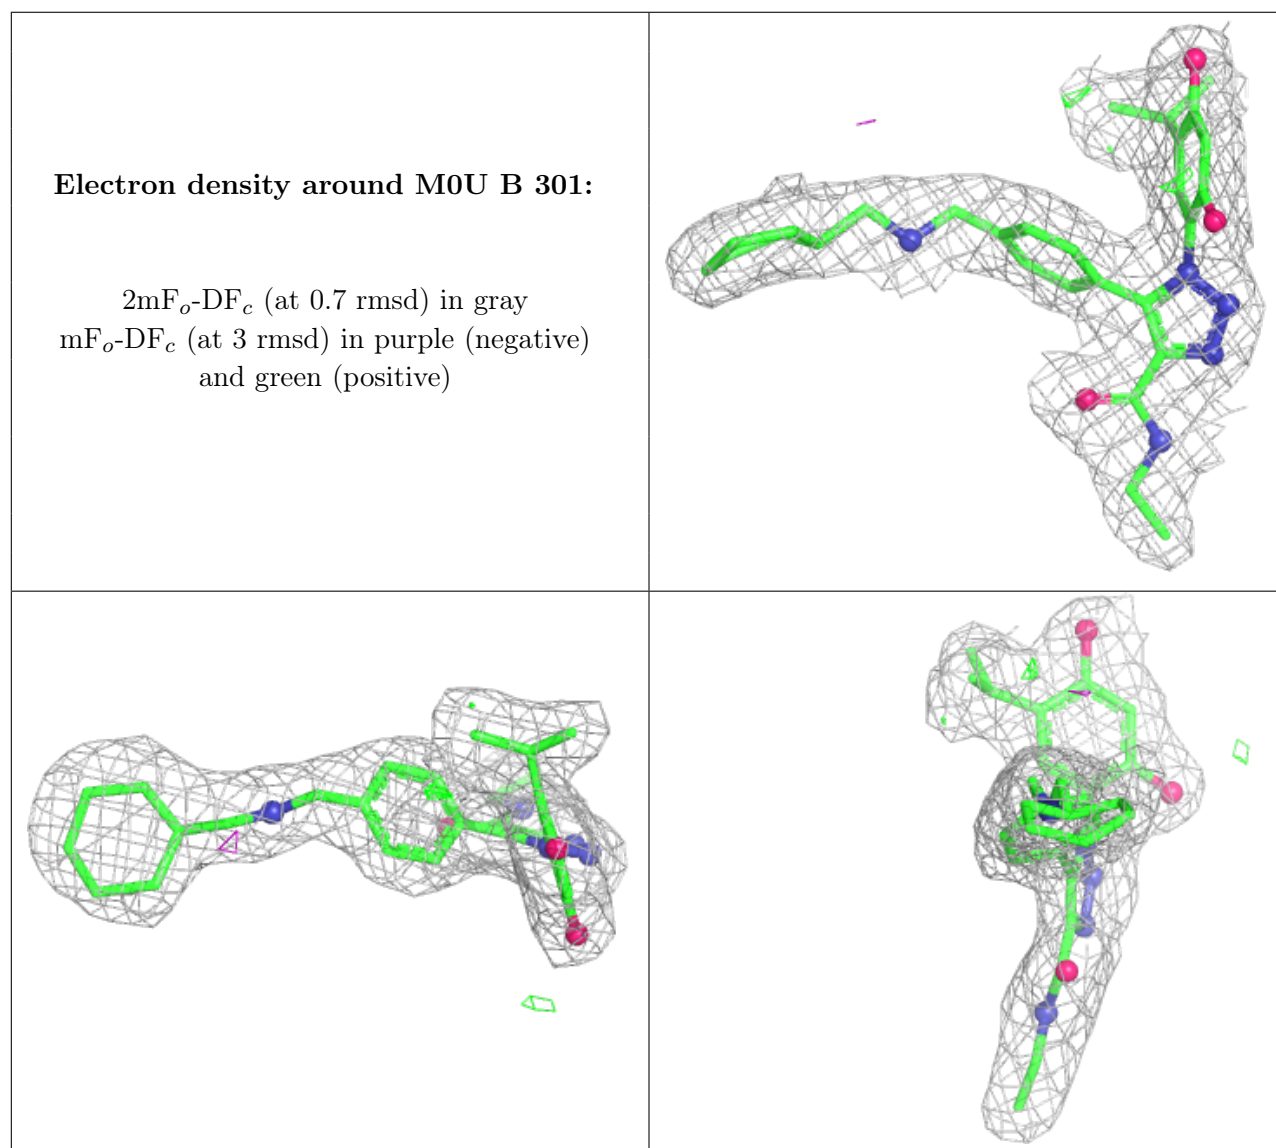 Electron density around M0U B 301:
2mFo-DFc (at 0.7 rmsd) in gray
mFo-DFc (at 3 rmsd) in purple (negative)
and green (positive)